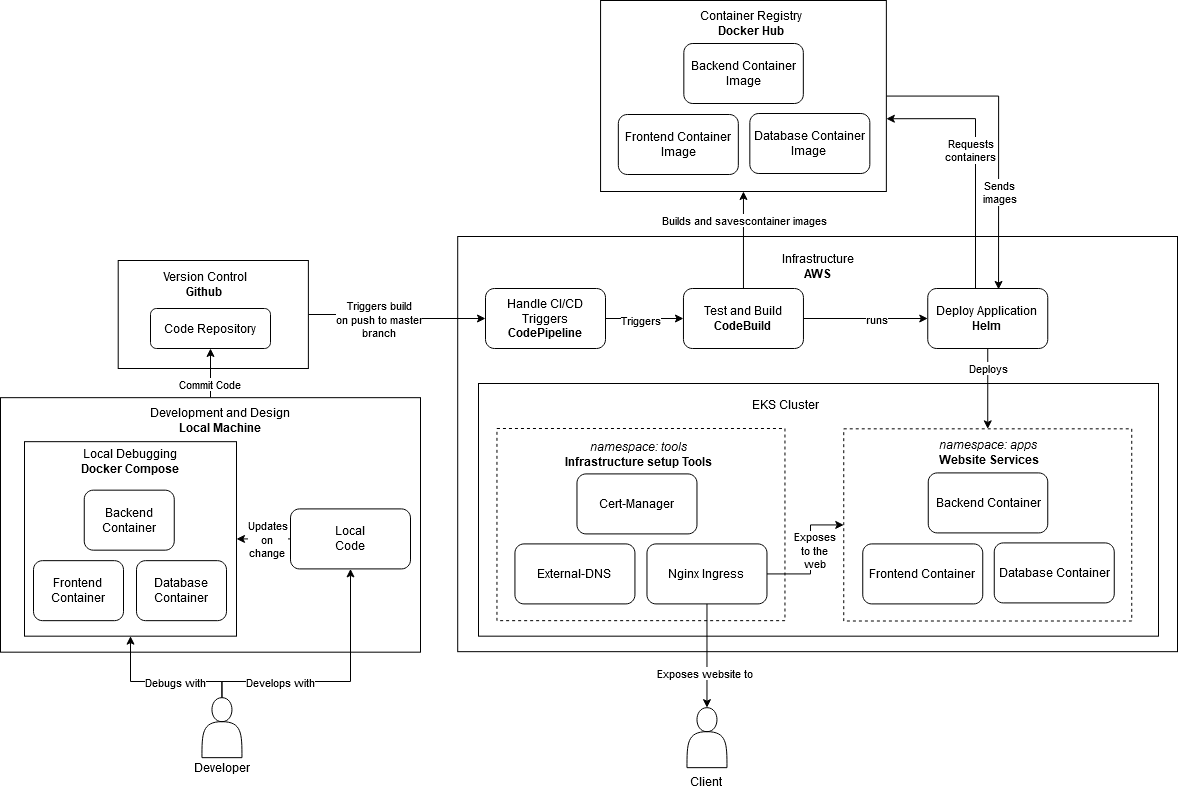 Container Registry
Docker Hub
Backend Container
Image
Frontend Container
Image
Database Container
Image
Requests
containers
Sends
images
Builds and savescontainer images
Infrastructure
AWS
Version Control
Github
Code Repository
Triggers build
on push to master
branch
Handle CI/CD
Triggers
CodePipeline
Triggers
Test and Build
CodeBuild
runs
Deploy Application
Helm
Commit Code
Deploys
Development and Design
Local Machine
Local Debugging
Docker Compose
Backend
Container
Frontend
Container
Database
Container
Updates
on
change
Local
Code
EKS Cluster
namespace: tools
Infrastructure setup Tools
Cert-Manager
External-DNS
Nginx Ingress
Exposes
to the
web
namespace: apps
Website Services
Backend Container
Frontend Container
Database Container
Debugs with
Develops with
Developer
Exposes website to
Client